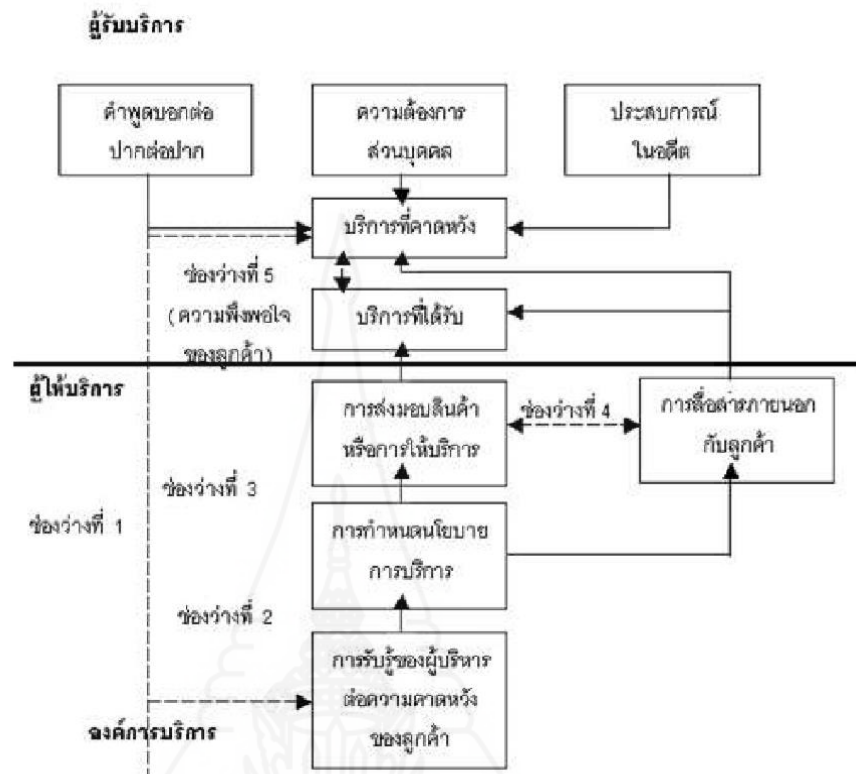 ผู้รับบริการ
คำพูดบอกต่อ
ปากต่อปาก
ความต้องการ
ส่วนบุคคล
ประสบการณ์
ในอดีต
บริการที่คาดหวัง
ช่องว่างที่ 5
(ความพึงพอใจ
ของลูกค้า)
บริการที่ได้รับ
ผู้ให้บริการ
การส่งมอบสินค้า
หรือการให้บริการ
ช่องว่างที่ 4
การสื่อสารภายนอก
กับลูกค้า
ช่องว่างที่ 3
ช่องว่างที่ 1
การกำหนดนโยบาย
การบริการ
ช่องว่างที่ 2
การรับรู้ของผู้บริหาร
ต่อความคาดหวัง
ของลูกค้า
องค์การบริการ